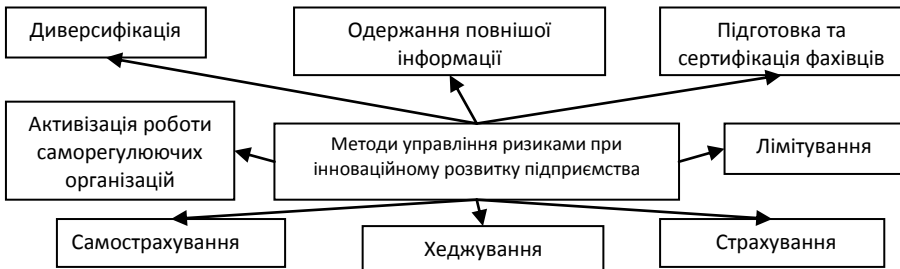 Диверсифікація
Одержання повнішої
інформації
Підготовка та
сертифікація фахівців
Активізація роботи
саморегулюючих
організацій
Методи управління ризиками при
інноваційному розвитку підприємства
Лімітування
Самострахування
Хеджування
Страхування